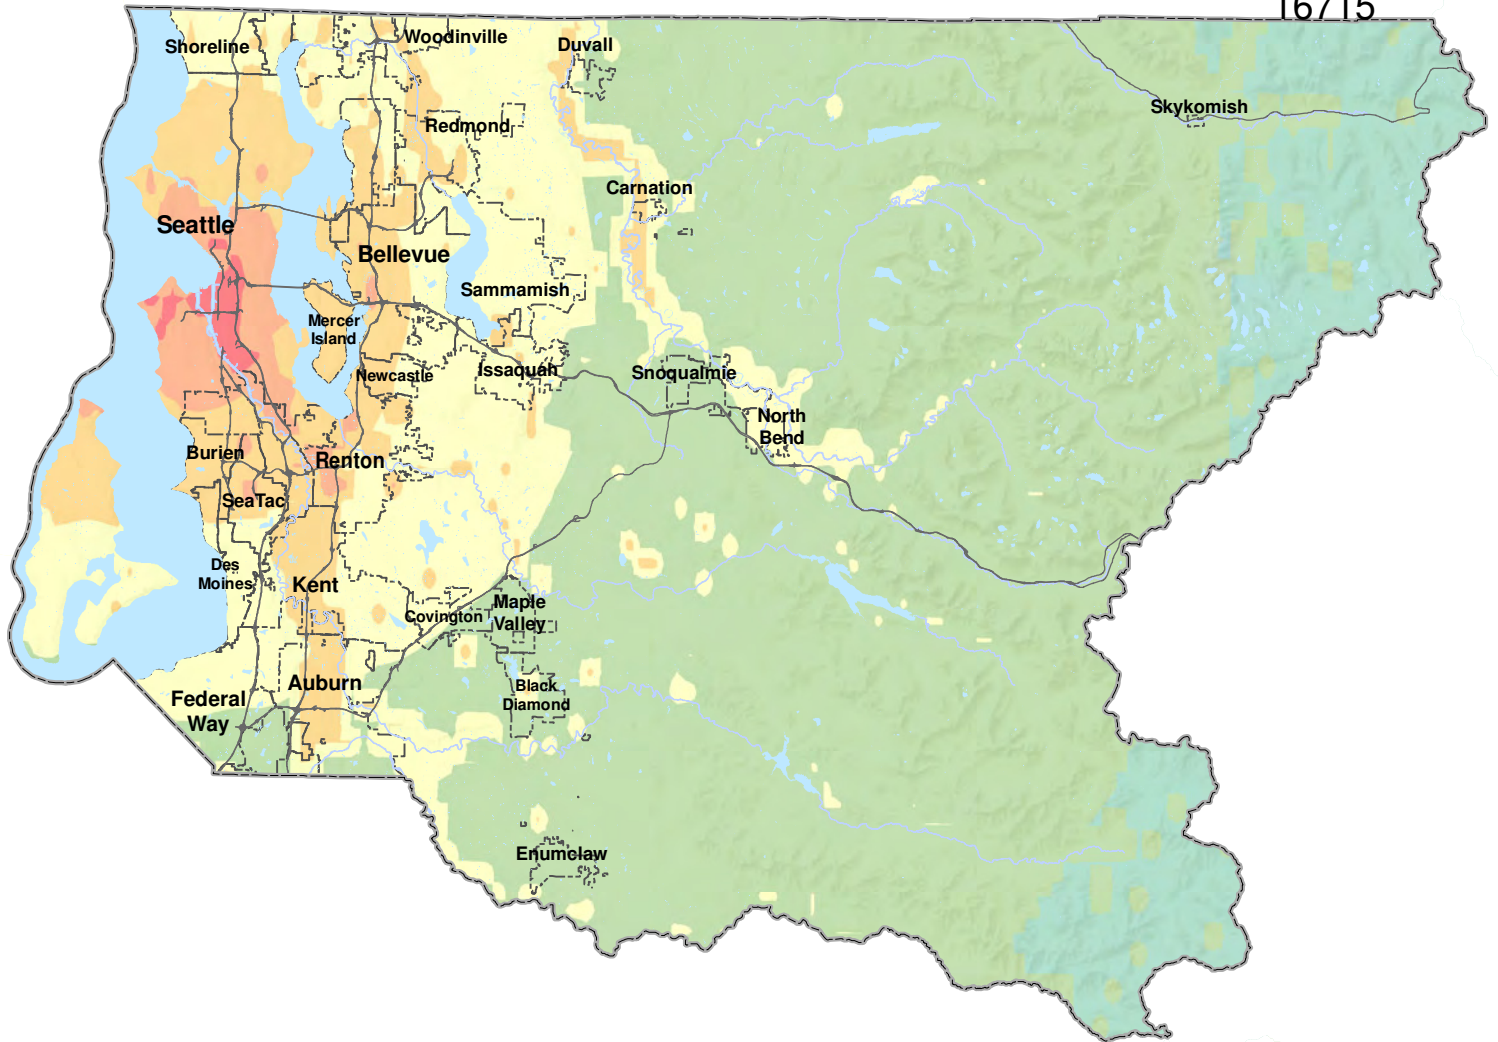 16715
Shoreline
Woodinville
Duvall
Skykomish
Redmond
Carnation
Seattle
Bellevue
Sammamish
Mercer
Island
Newcastle
Issaquah
Snoqualmie
North
Bend
Burien
Renton
SeaTac
Des
Moines
Kent
Covington
Maple
Valley
Federal
Way
Auburn
Black
Diamond
Enumclaw